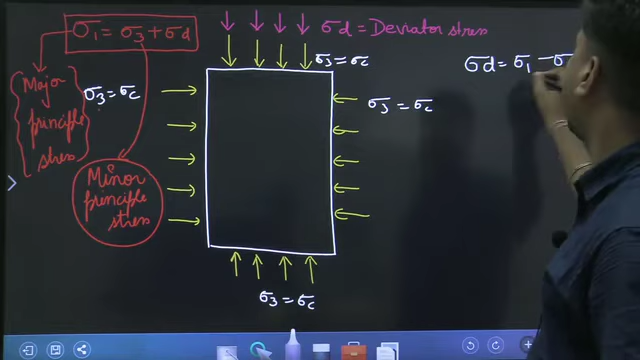 σ1 = σ3 + σd
σd = Deviator stress
Major
principle
stress
σ3 = σc
σ3 = σc
σ3 = σc
Minor
principle
stress
σ3 = σc
σd = σ1 – σ